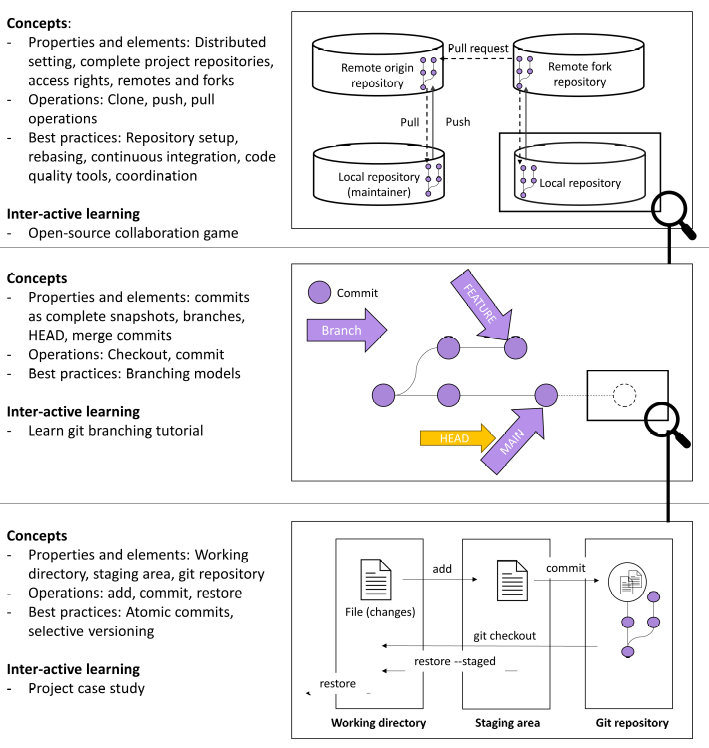 Concepts:
- Properties and elements: Distributed
setting, complete project repositories,
access rights, remotes and forks
- Operations: Clone, push, pull
operations
- Best practices: Repository setup,
rebasing, continuous integration, code
quality tools, coordination
Inter-active learning
- Open-source collaboration game
Pull request
Remote origin
repository
Remote fork
repository
Pull
Push
Local repository
(maintainer)
Local repository
Concepts
- Properties and elements: commits
as complete snapshots, branches,
HEAD, merge commits
- Operations: Checkout, commit
- Best practices: Branching models
Inter-active learning
- Learn git branching tutorial
Commit
Branch
FEATURE
HEAD
MAIN
Concepts
- Properties and elements: Working
directory, staging area, git repository
- Operations: add, commit, restore
- Best practices: Atomic commits,
selective versioning
Inter-active learning
- Project case study
add
commit
File (changes)
git checkout
restore --staged
restore
Working directory
Staging area
Git repository